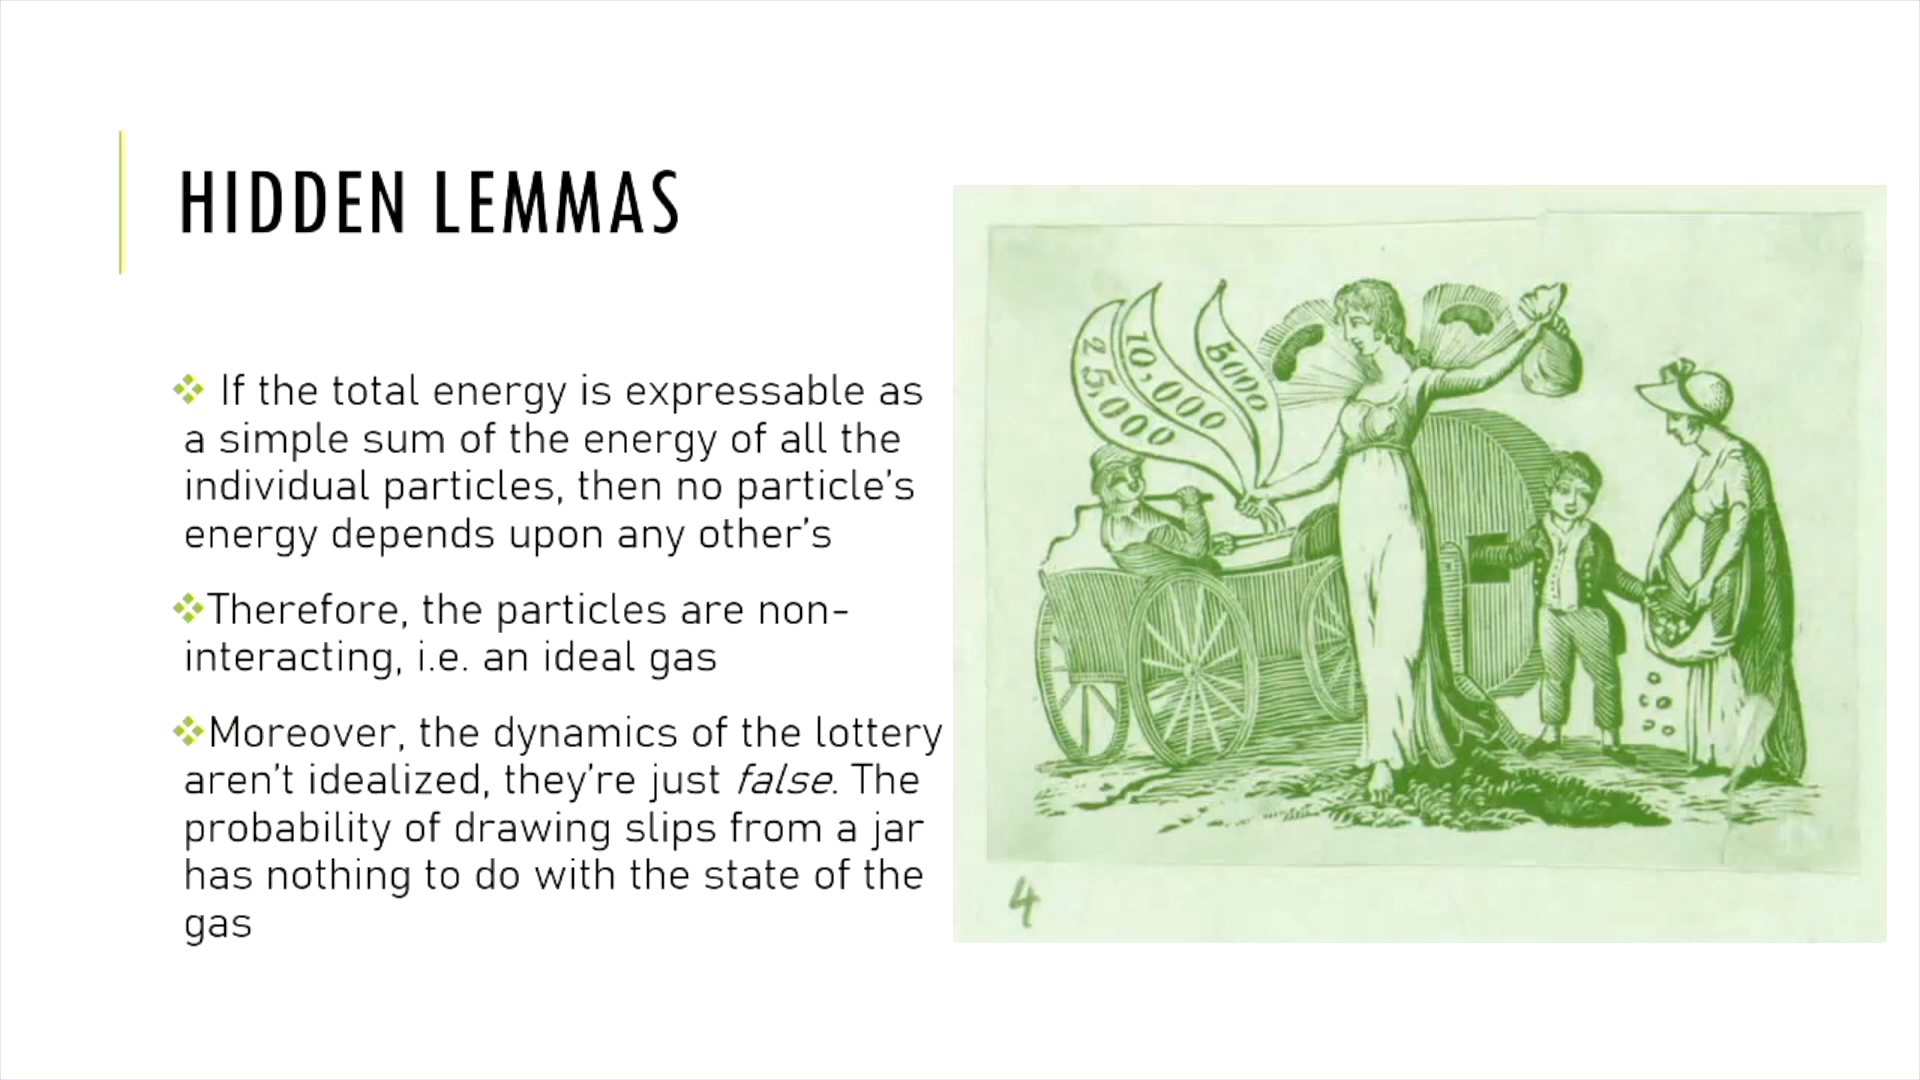 HIDDEN LEMMAS
If the total energy is expressable as
a simple sum of the energy of all the
individual particles, then no particle's
energy depends upon any other's
Therefore, the particles are non-
interacting, i.e. an ideal gas
Moreover, the dynamics of the lottery
aren't idealized, they're just false. The
probability of drawing slips from a jar
has nothing to do with the state of the
gas
25000
10,000
5000
4